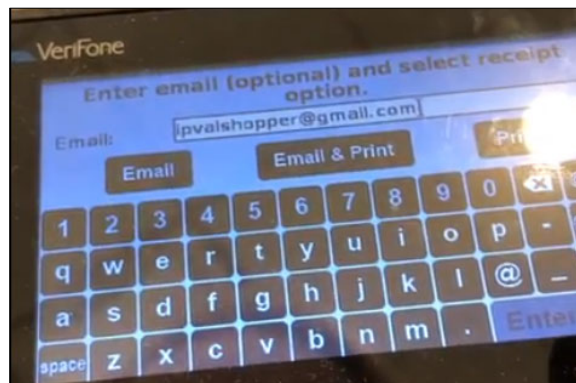 VeriFone
Enter email (optional) and select receipt
option.
Email: ipvalshopper@gmail.com
Email Email & Print
1 2 3 4 5 6 7 8 9 0
q w e r t y u i o p -
a s d f g h j k l @ _
space z x c v b n m . Enter